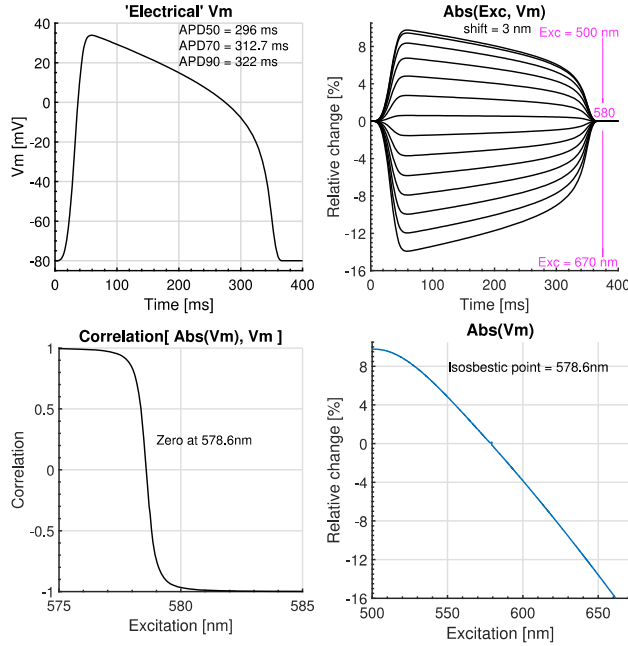 'Electrical' Vm
APD50 = 296 ms
APD70 = 312.7 ms
APD90 = 322 ms
Vm [mV]
40
20
0
-20
-40
-60
-80
0
100
200
300
400
Time [ms]
Abs(Exc, Vm)
shift = 3 nm
Exc = 500 nm
580
Exc = 670 nm
Relative change [%]
8
4
0
-4
-8
-12
-16
0
100
200
300
400
Time [ms]
Correlation[ Abs(Vm), Vm ]
Zero at 578.6nm
Correlation
1
0.5
0
-0.5
-1
575
580
585
Excitation [nm]
Abs(Vm)
Isosbestic point = 578.6nm
Relative change [%]
8
4
0
-4
-8
-12
-16
500
550
600
650
Excitation [nm]